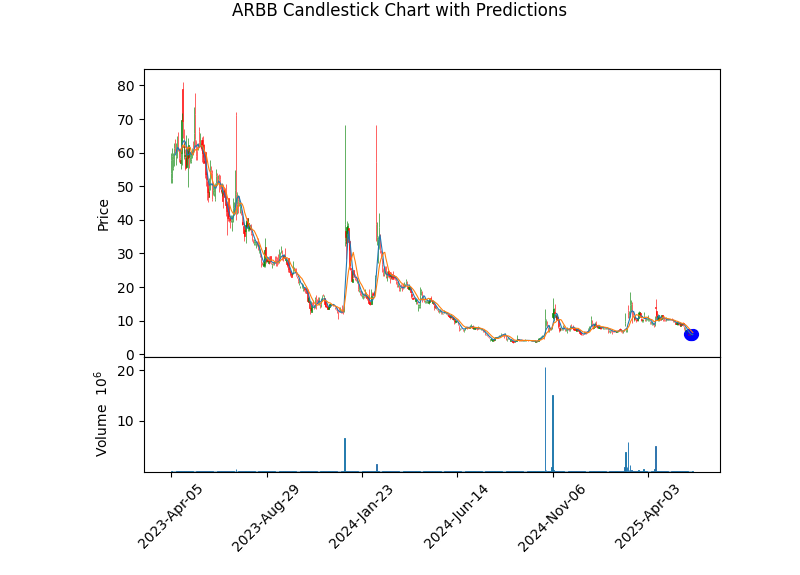 ARBB Candlestick Chart with Predictions
80
70
60
50
40
30
20
10
0
Price
20
10
Volume 10^6
2023-Apr-05
2023-Aug-29
2024-Jan-23
2024-Jun-14
2024-Nov-06
2025-Apr-03